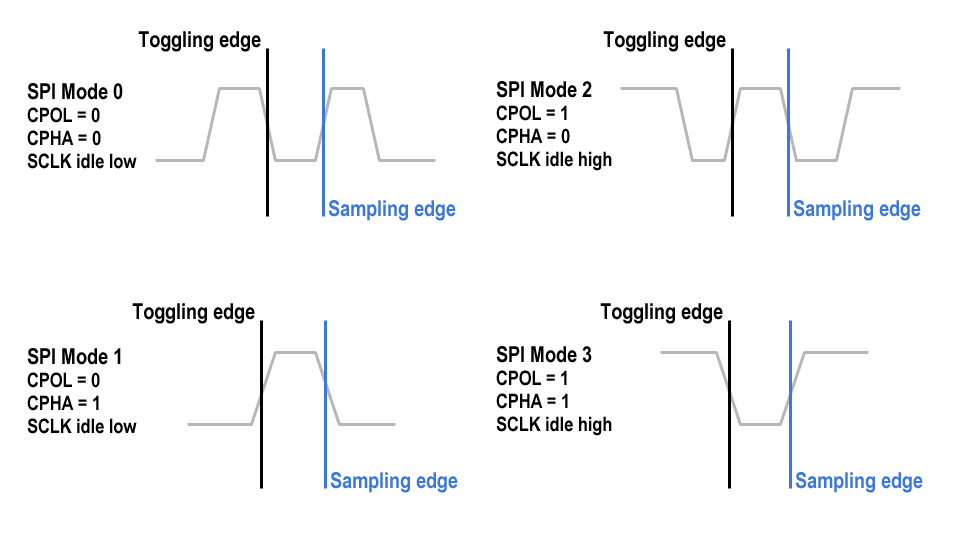 Toggling edge
SPI Mode 0
CPOL = 0
CPHA = 0
SCLK idle low
Sampling edge
Toggling edge
SPI Mode 2
CPOL = 1
CPHA = 0
SCLK idle high
Sampling edge
Toggling edge
SPI Mode 1
CPOL = 0
CPHA = 1
SCLK idle low
Sampling edge
Toggling edge
SPI Mode 3
CPOL = 1
CPHA = 1
SCLK idle high
Sampling edge